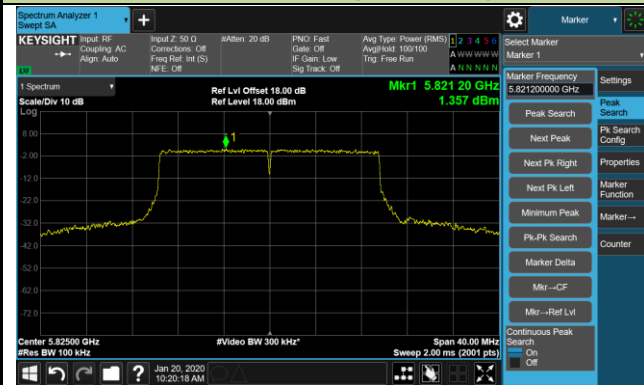 Spectrum Analyzer 1
Swept SA
+
Marker
KEYSIGHT
Input: RF
Coupling: AC
Align: Auto
Input Z: 50 Ω
Corrections: Off
Freq Ref: Int (S)
NFE: Off
#Atten: 20 dB
PNO: Fast
Gate: Off
IF Gain: Low
Sig Track: Off
Avg Type: Power (RMS)
Avg|Hold: 100/100
Trig: Free Run
1 2 3 4 5 6
A W W W W W
A N N N N N
Select Marker
Marker 1
1 Spectrum
Scale/Div 10 dB
Log
Ref Lvl Offset 18.00 dB
Ref Level 18.00 dBm
Mkr1 5.821 20 GHz
1.357 dBm
8.00
-2.00
-12.0
-22.0
-32.0
-42.0
-52.0
-62.0
-72.0
1
Center 5.82500 GHz
#Res BW 100 kHz
#Video BW 300 kHz*
Span 40.00 MHz
Sweep 2.00 ms (2001 pts)
Marker Frequency
5.821200000 GHz
Peak Search
Next Peak
Next Pk Right
Next Pk Left
Minimum Peak
Pk-Pk Search
Marker Delta
Mkr→CF
Mkr→Ref Lvl
Continuous Peak
Search
On
Off
Settings
Peak
Search
Pk Search
Config
Properties
Marker
Function
Marker→
Counter
?
Jan 20, 2020
10:20:18 AM